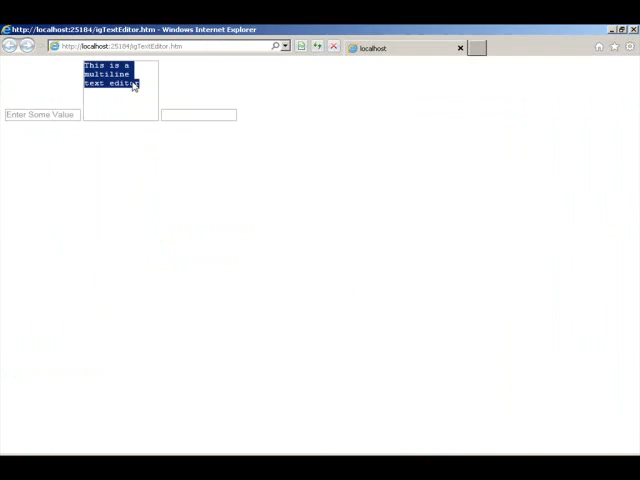 http://localhost:25184/igTextEditor.htm - Windows Internet Explorer
http://localhost:25184/igTextEditor.htm
localhost
This is a
multiline
text editor
Enter Some Value